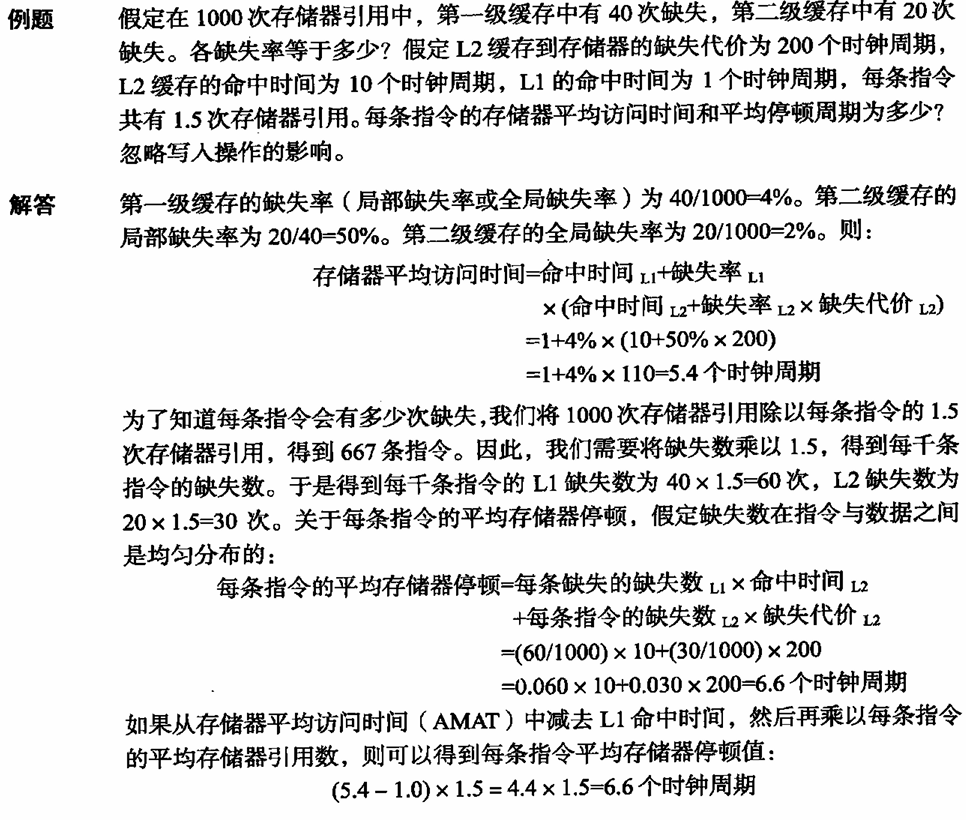 例题 假定在 1000 次存储器引用中，第一级缓存中有 40 次缺失，第二级缓存中有 20 次
缺失。各缺失率等于多少？假定 L2 缓存到存储器的缺失代价为 200 个时钟周期，
L2 缓存的命中时间为 10 个时钟周期，L1 的命中时间为 1 个时钟周期，每条指令
共有 1.5 次存储器引用。每条指令的存储器平均访问时间和平均停顿周期为多少？
忽略写入操作的影响。
解答 第一级缓存的缺失率（局部缺失率或全局缺失率）为 40/1000=4%。第二级缓存的
局部缺失率为 20/40=50%。第二级缓存的全局缺失率为 20/1000=2%。则：
存储器平均访问时间=命中时间 L1+缺失率 L1
×(命中时间 L2+缺失率 L2×缺失代价 L2)
=1+4%×(10+50%×200)
=1+4%×110=5.4 个时钟周期
为了知道每条指令会有多少次缺失，我们将 1000 次存储器引用除以每条指令的 1.5
次存储器引用，得到 667 条指令。因此，我们需要将缺失数乘以 1.5，得到每千条
指令的缺失数。于是得到每千条指令的 L1 缺失数为 40×1.5=60 次，L2 缺失数为
20×1.5=30 次。关于每条指令的平均存储器停顿，假定缺失数在指令与数据之间
是均匀分布的：
每条指令的平均存储器停顿=每条缺失的缺失数 L1×命中时间 L2
+每条指令的缺失数 L2×缺失代价 L2
=(60/1000)×10+(30/1000)×200
=0.060×10+0.030×200=6.6 个时钟周期
如果从存储器平均访问时间（AMAT）中减去 L1 命中时间，然后再乘以每条指令
的平均存储器引用数，则可以得到每条指令平均存储器停顿值：
(5.4－1.0)×1.5＝4.4×1.5=6.6 个时钟周期